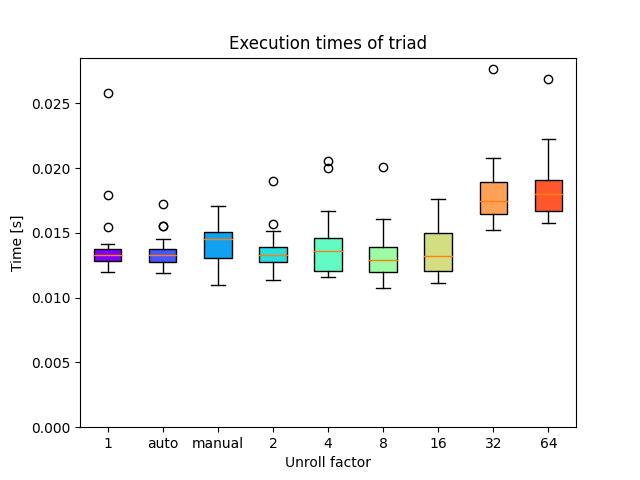 Execution times of triad
Time [s]
0.025
0.020
0.015
0.010
0.005
0.000
1 auto manual 2 4 8 16 32 64
Unroll factor